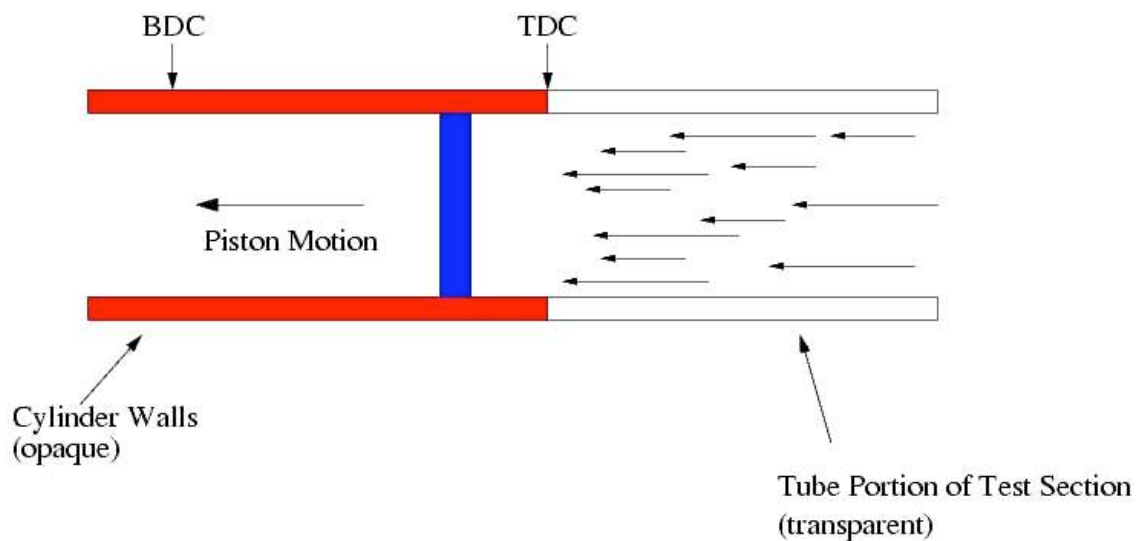 BDC
TDC
Piston Motion
Cylinder Walls
(opaque)
Tube Portion of Test Section
(transparent)